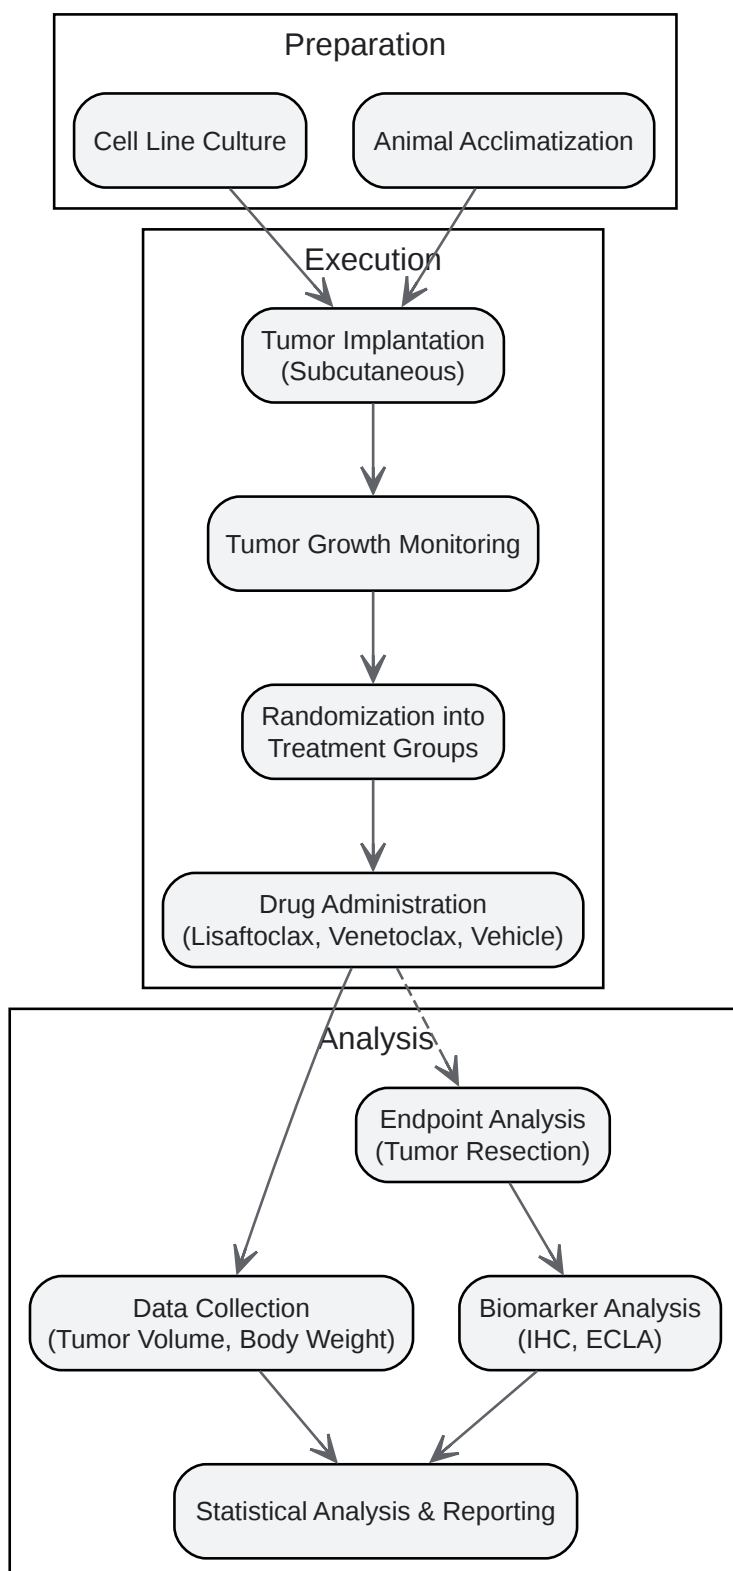 Preparation
Cell Line Culture
Animal Acclimatization
Execution
Tumor Implantation
(Subcutaneous)
Tumor Growth Monitoring
Randomization into
Treatment Groups
Drug Administration
(Lisaftoclax, Venetoclax, Vehicle)
Analysis
Endpoint Analysis
(Tumor Resection)
Data Collection
(Tumor Volume, Body Weight)
Biomarker Analysis
(IHC, ECLA)
Statistical Analysis & Reporting